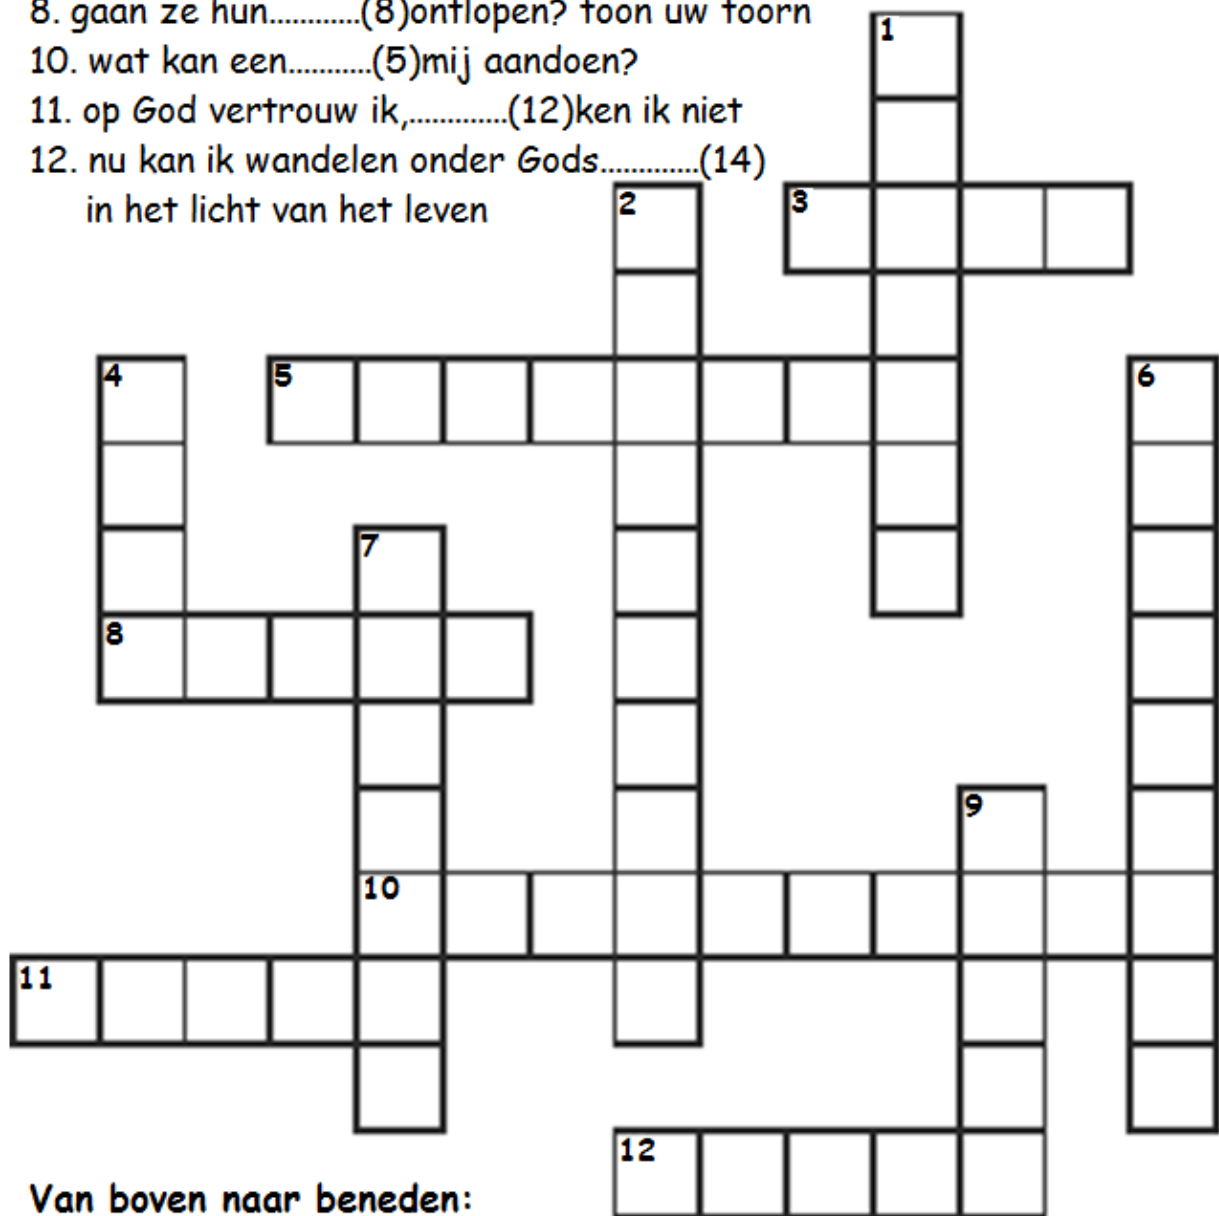 8. gaan ze hun............(8)ontlopen? toon uw toorn
10. wat kan een...........(5)mij aandoen?
11. op God vertrouw ik,.............(12)ken ik niet
12. nu kan ik wandelen onder Gods.............(14)
in het licht van het leven
1
2
3
4
5
6
7
8
9
10
11
12
Van boven naar beneden: